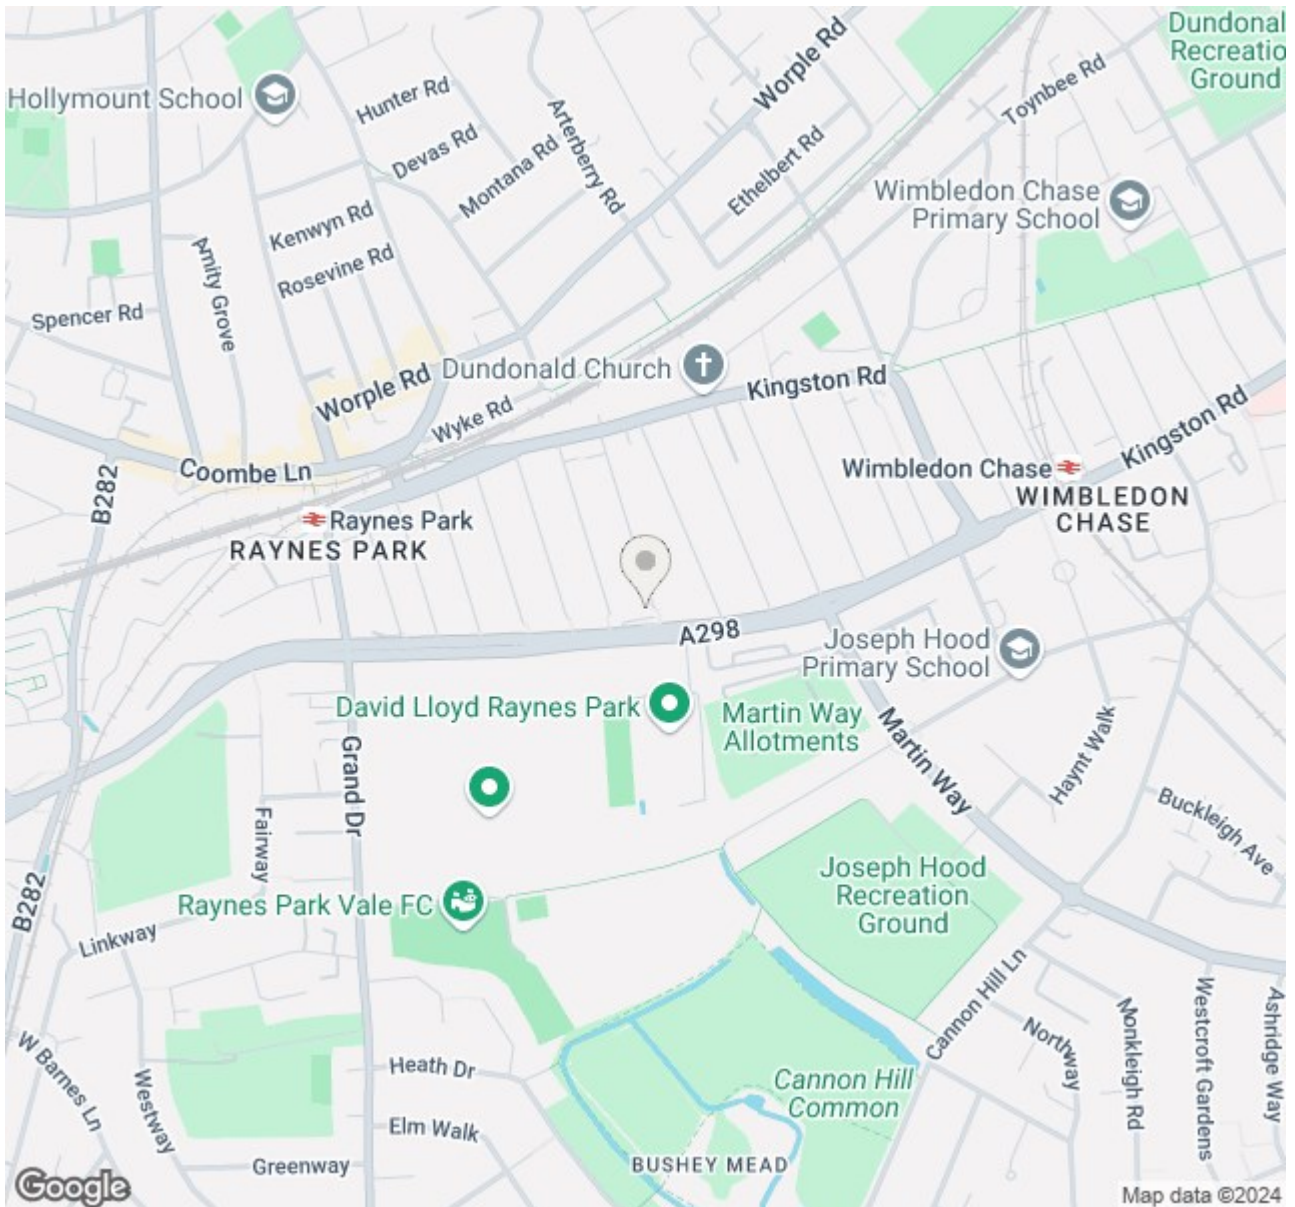 Dundonal
Recreatio
Ground
Worple Rd
Toynbee Rd
Hollymount School
Hunter Rd
Arterberry Rd
Devas Rd
Montana Rd
Ethelbert Rd
Wimbledon Chase
Primary School
Kenwyn Rd
Amity Grove
Rosevine Rd
Spencer Rd
Dundonald Church
Worple Rd
Kingston Rd
Wyke Rd
Kingston Rd
Coombe Ln
Wimbledon Chase
B282
WIMBLEDON
CHASE
Raynes Park
RAYNES PARK
A298
Joseph Hood
Primary School
David Lloyd Raynes Park
Martin Way
Allotments
Martin Way
Haynt Walk
Grand Dr
Buckleigh Ave
Fairway
Joseph Hood
Recreation
Ground
B282
Raynes Park Vale FC
Linkway
Cannon Hill Ln
Westcroft Gardens
Ashridge Way
Monkleigh Rd
Northway
W Barnes Ln
Westway
Heath Dr
Cannon Hill
Common
Elm Walk
Greenway
BUSHEY MEAD
Google
Map data ©2024